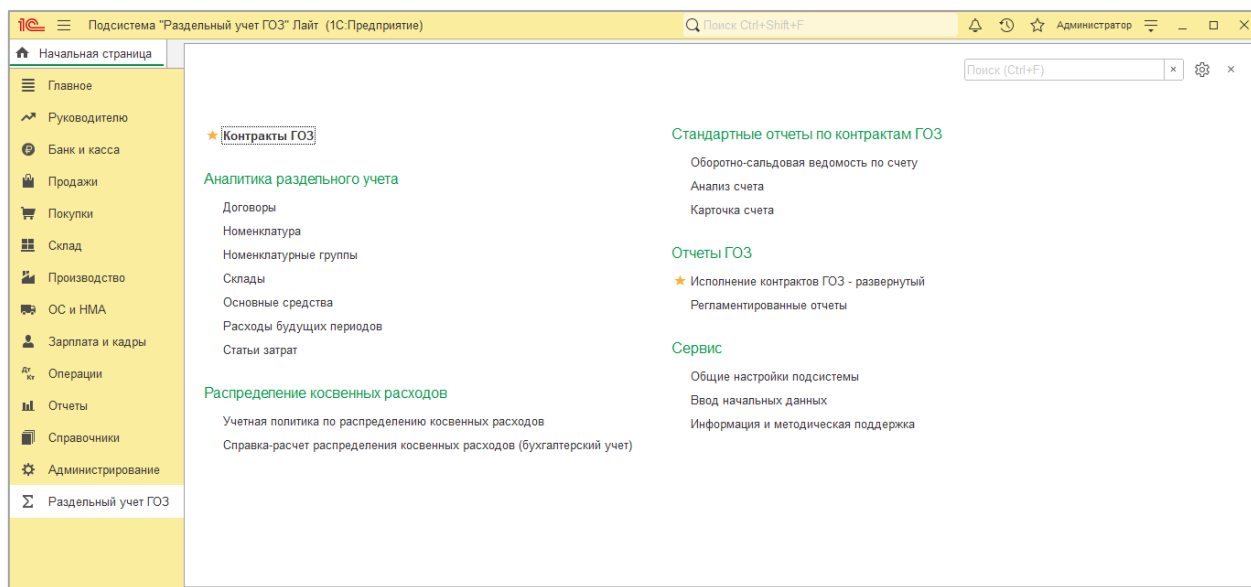 1С Подсистема "Раздельный учет ГОЗ" Лайт (1С:Предприятие) Поиск Ctrl+Shift+F Администратор
Начальная страница
Поиск (Ctrl+F)
Главное
Руководителю
Банк и касса
Продажи
Покупки
Склад
Производство
ОС и НМА
Зарплата и кадры
Дт Кт Операции
Отчеты
Справочники
Администрирование
Раздельный учет ГОЗ
Контракты ГОЗ
Аналитика раздельного учета
Договоры
Номенклатура
Номенклатурные группы
Склады
Основные средства
Расходы будущих периодов
Статьи затрат
Распределение косвенных расходов
Учетная политика по распределению косвенных расходов
Справка-расчет распределения косвенных расходов (бухгалтерский учет)
Стандартные отчеты по контрактам ГОЗ
Оборотно-сальдовая ведомость по счету
Анализ счета
Карточка счета
Отчеты ГОЗ
Исполнение контрактов ГОЗ - развернутый
Регламентированные отчеты
Сервис
Общие настройки подсистемы
Ввод начальных данных
Информация и методическая поддержка